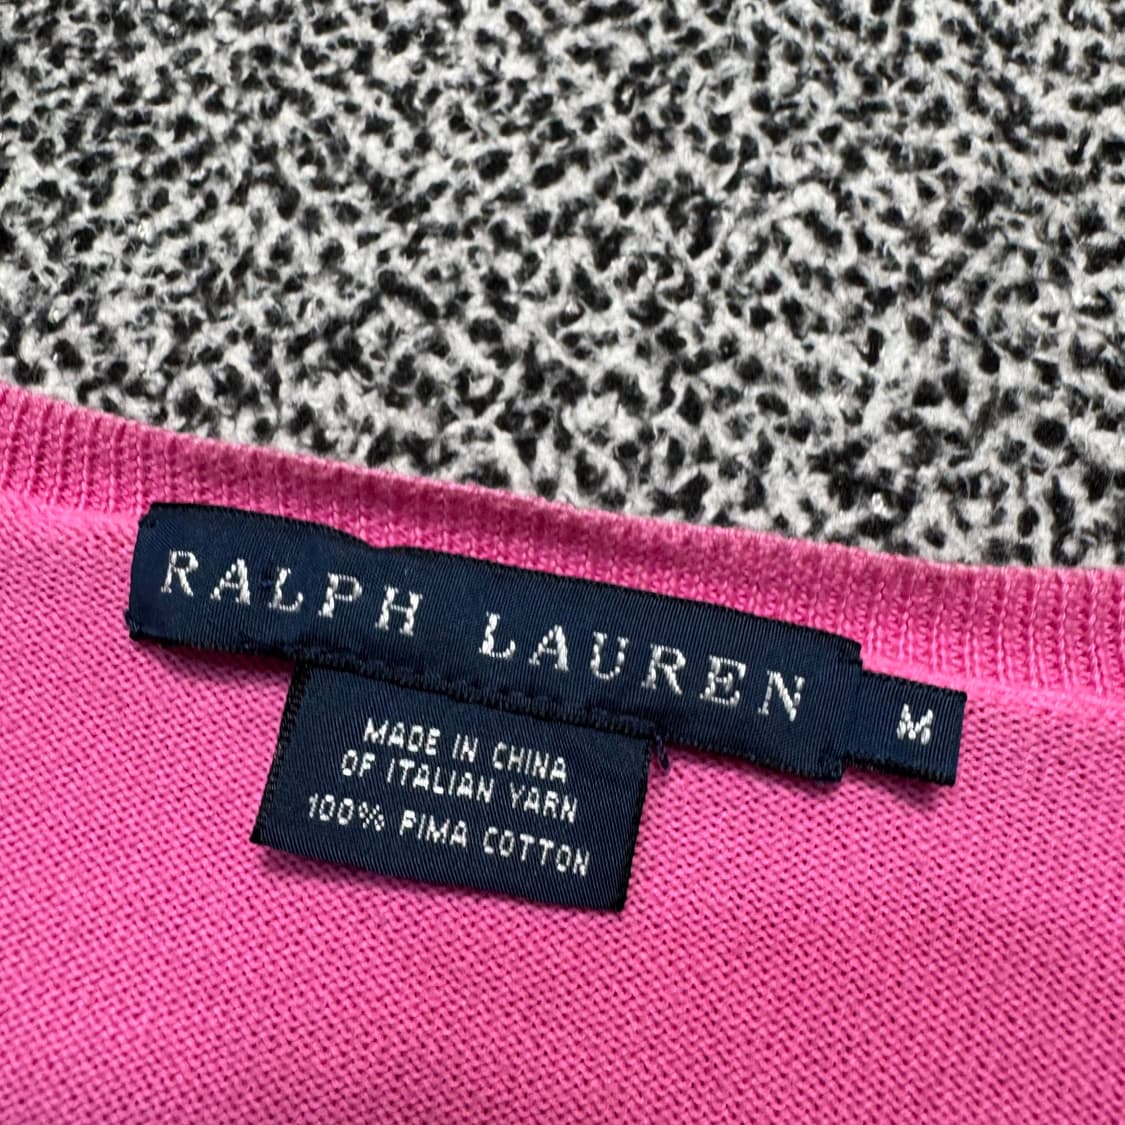 RALPH LAUREN
M
MADE IN CHINA
OF ITALIAN YARN
100% PIMA COTTON